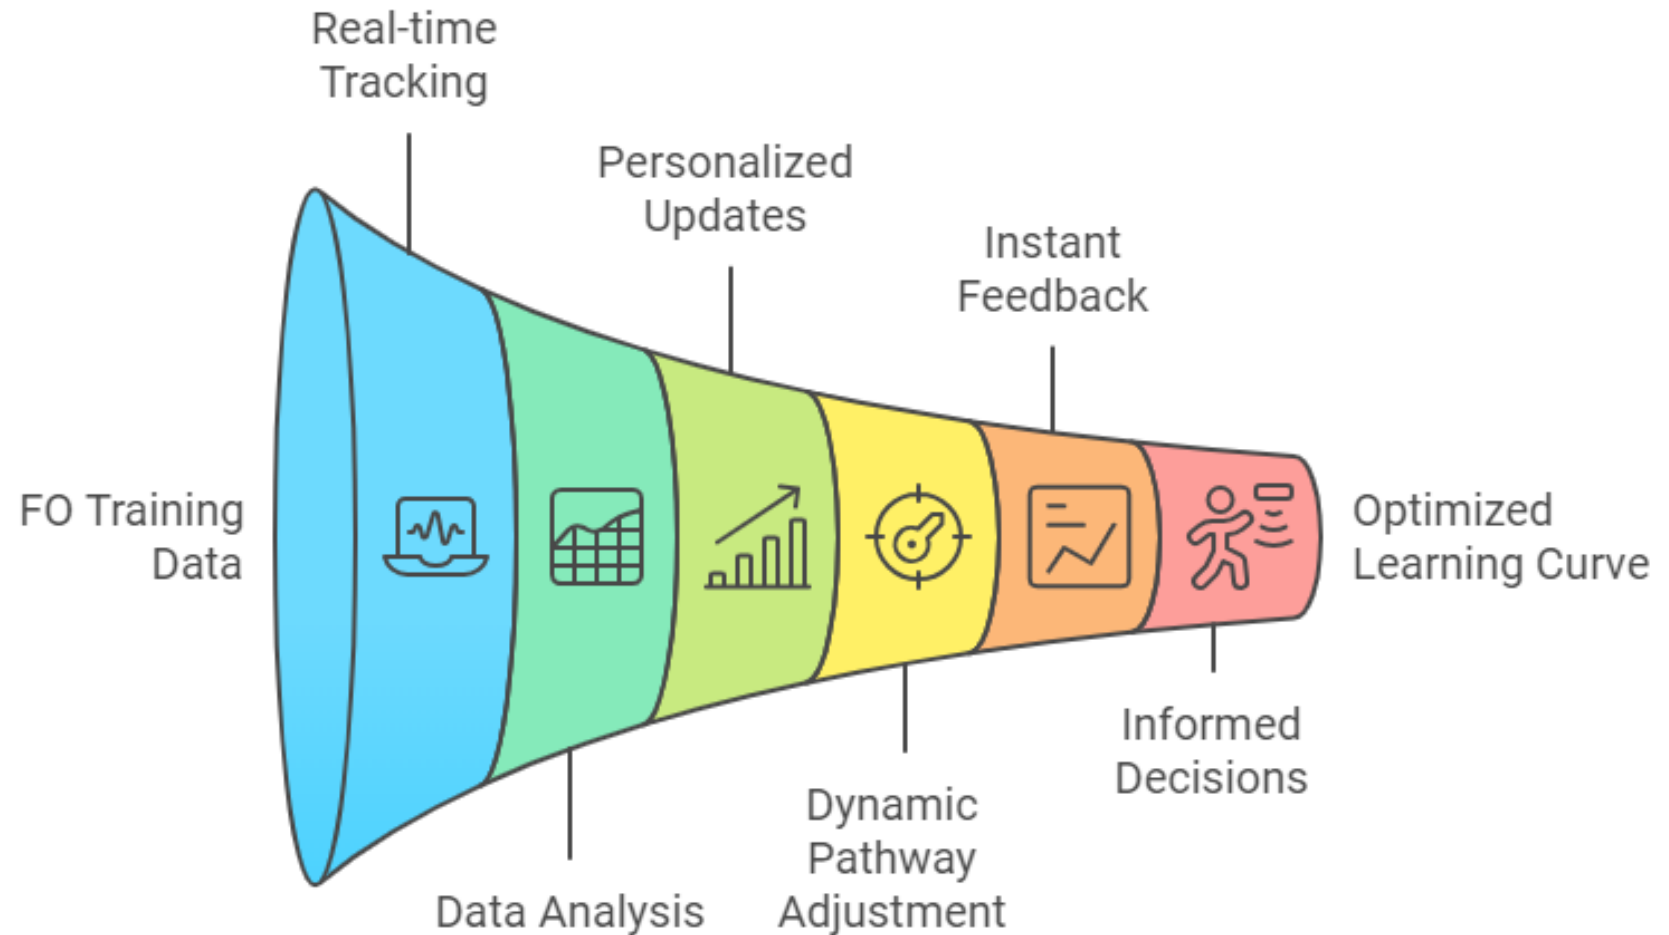 Real-time
Tracking
Personalized
Updates
Instant
Feedback
FO Training
Data
Optimized
Learning Curve
Informed
Decisions
Dynamic
Pathway
Adjustment
Data Analysis